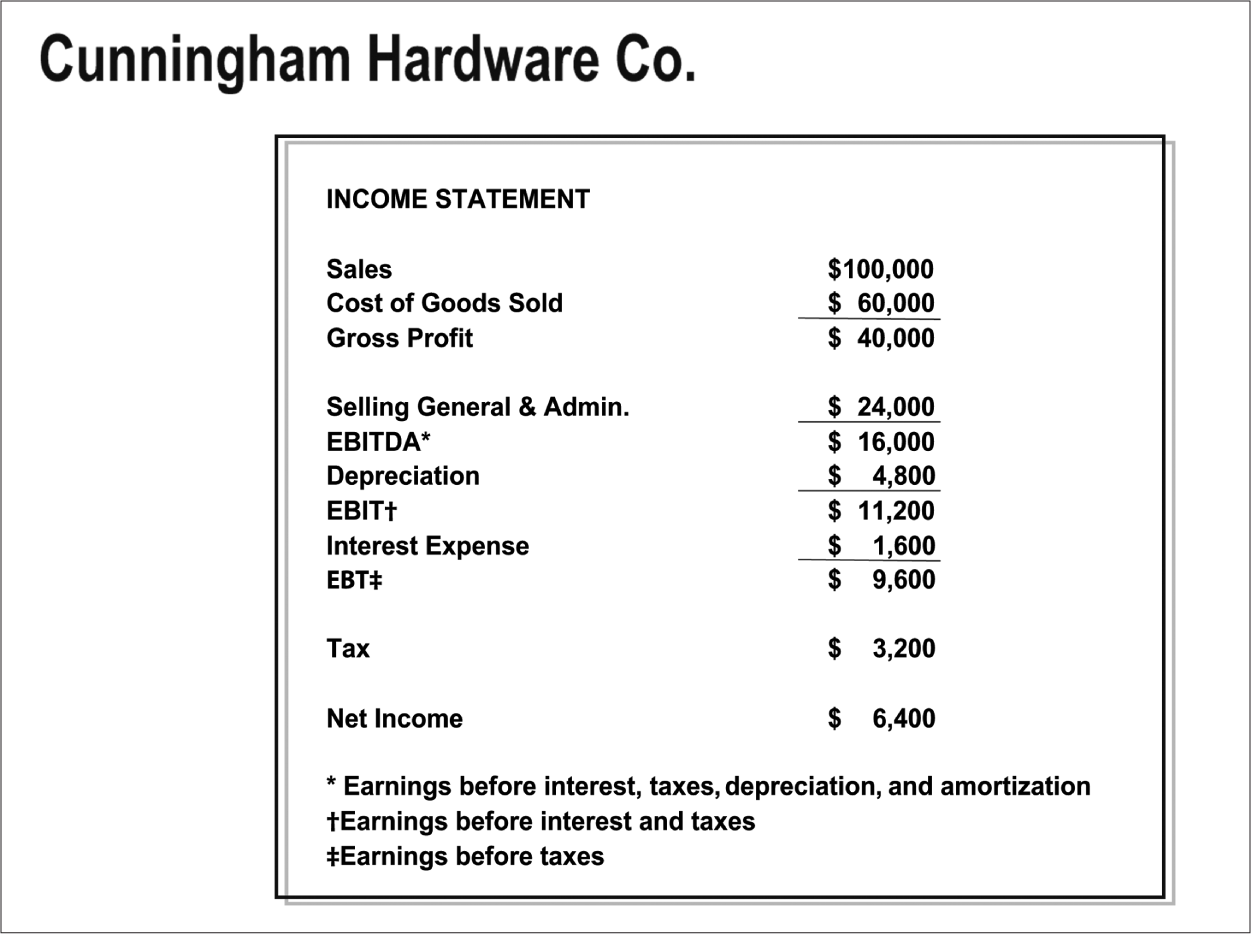 Cunningham Hardware Co.
INCOME STATEMENT
Sales $100,000
Cost of Goods Sold $ 60,000
Gross Profit $ 40,000
Selling General & Admin. $ 24,000
EBITDA* $ 16,000
Depreciation $ 4,800
EBIT† $ 11,200
Interest Expense $ 1,600
EBT‡ $ 9,600
Tax $ 3,200
Net Income $ 6,400
* Earnings before interest, taxes, depreciation, and amortization
†Earnings before interest and taxes
‡Earnings before taxes